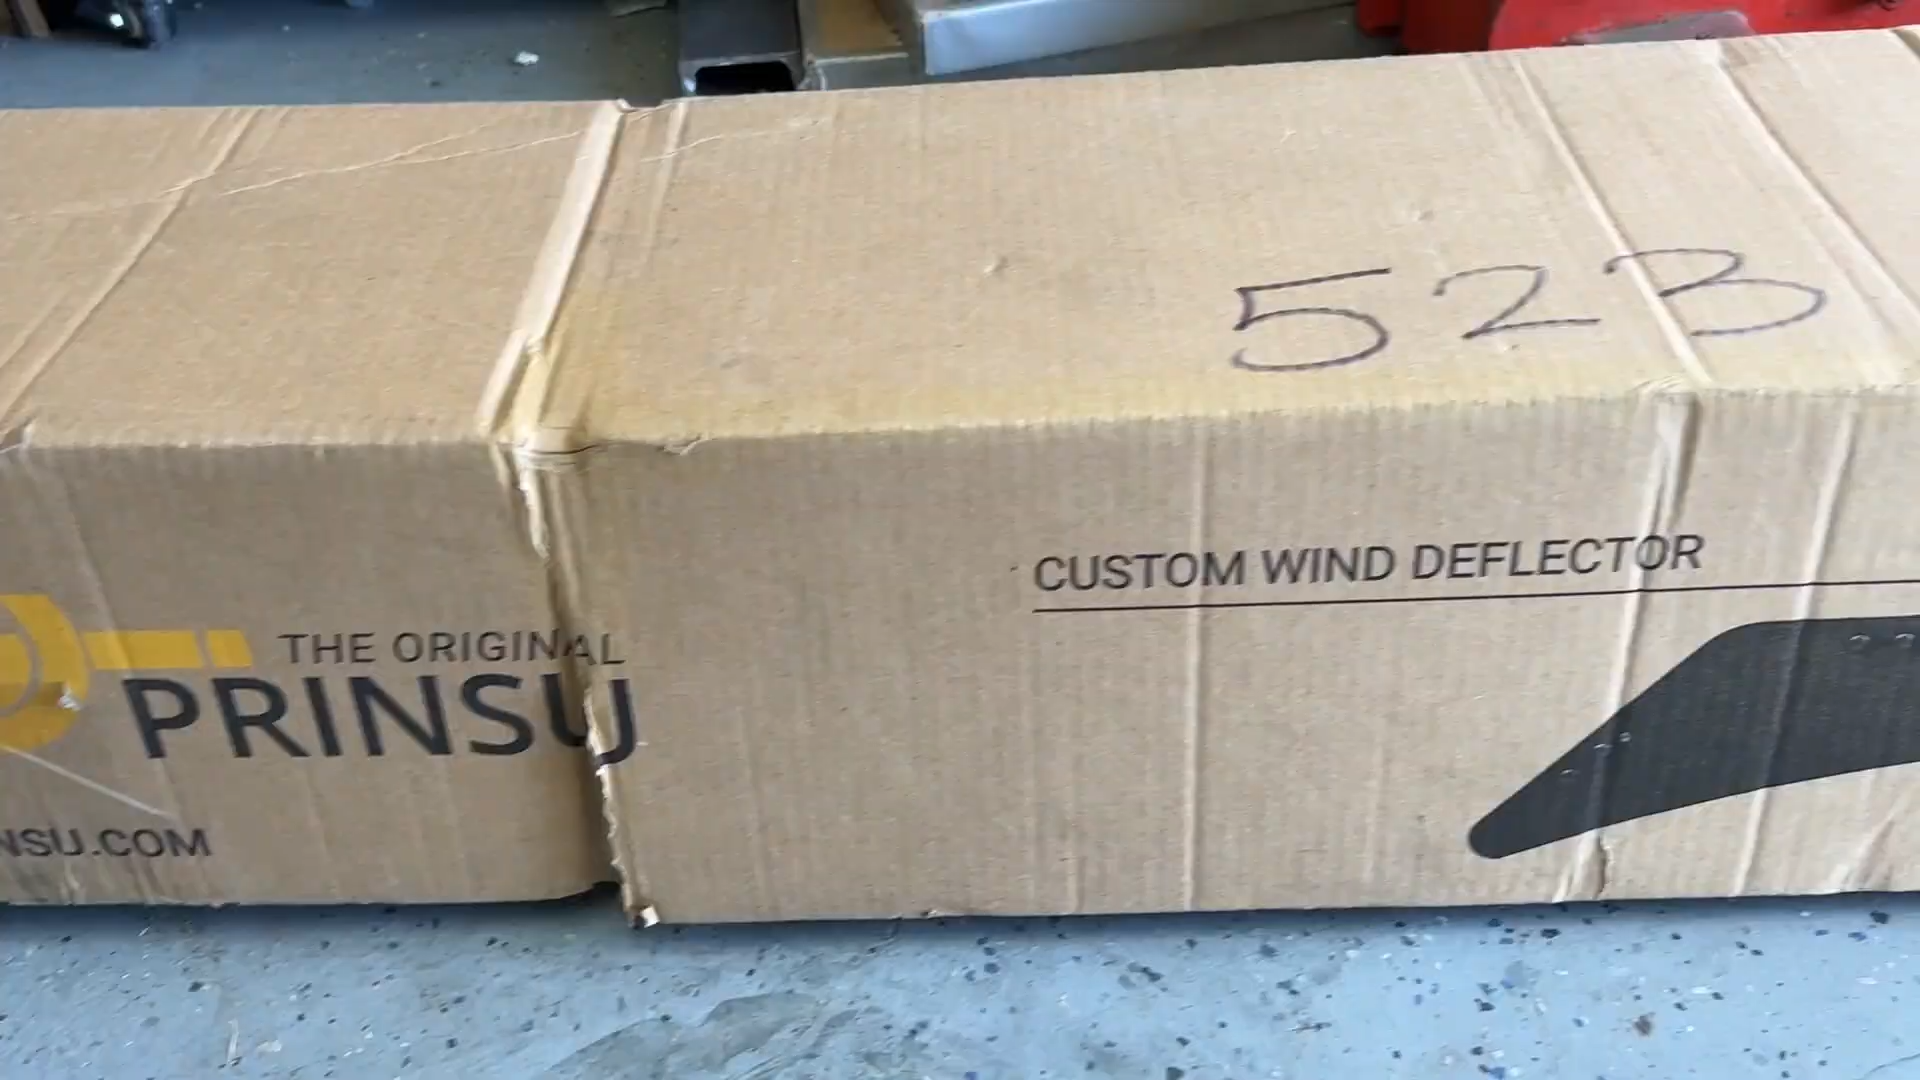 523
CUSTOM WIND DEFLECTOR
THE ORIGINAL
PRINSU
NSU.COM